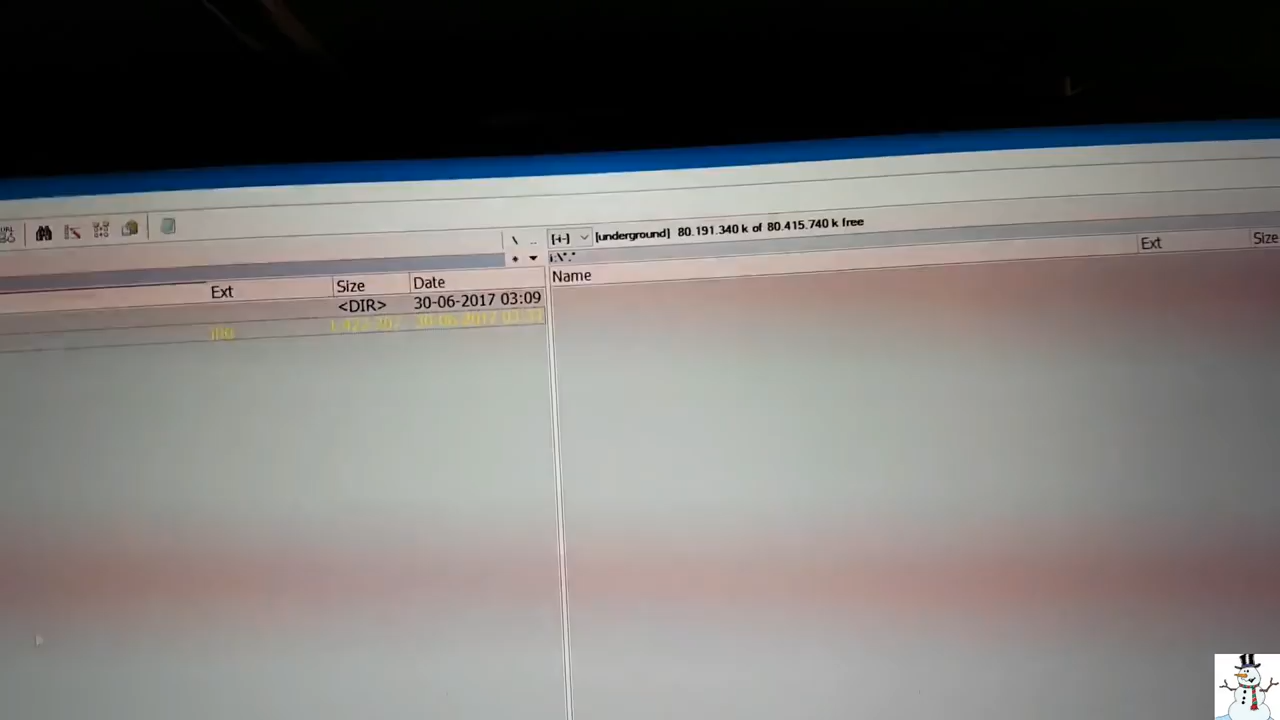 [-i-] [underground] 80.191.340 k of 80.415.740 k free
\ ..
i:\*.*
Ext Size Date
<DIR> 30-06-2017 03:09
Name Ext Size